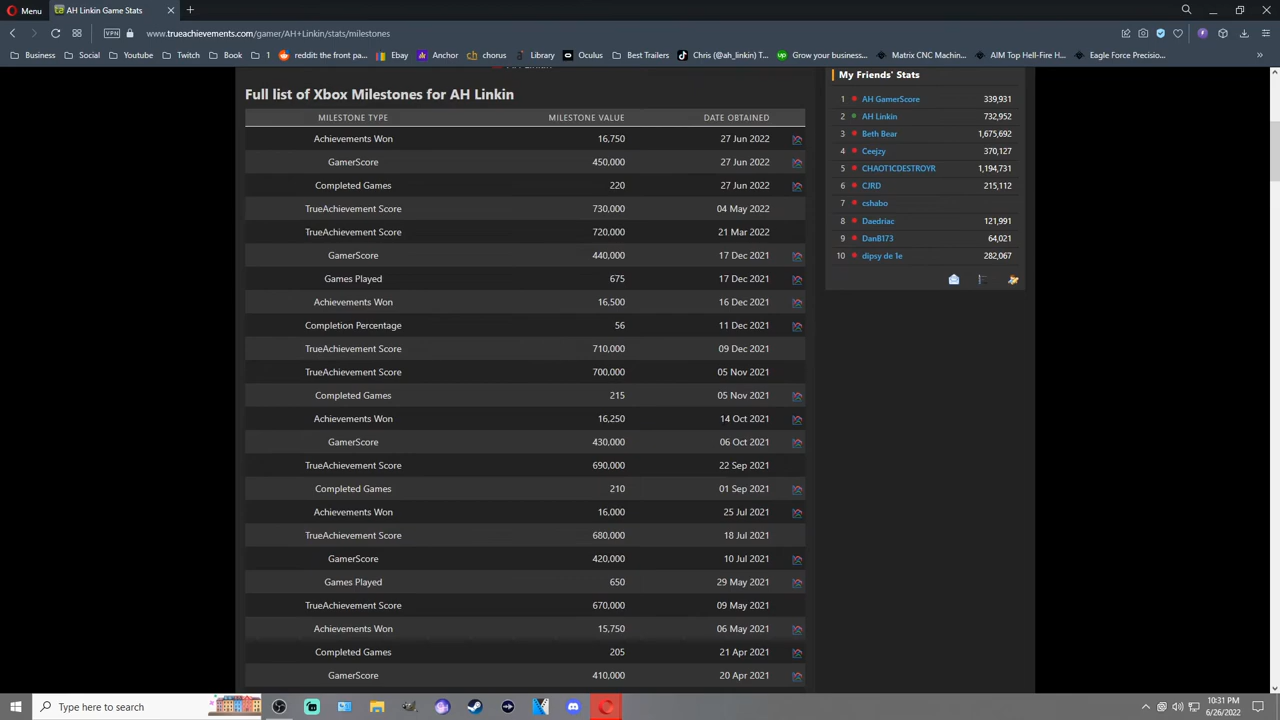 Menu
AH Linkin Game Stats
www.trueachievements.com/gamer/AH+Linkin/stats/milestones
VPN
Business
Social
Youtube
Twitch
Book
1
reddit: the front pa...
Ebay
Anchor
chorus
Library
Oculus
Best Trailers
Chris (@ah_linkin) T...
Grow your business...
Matrix CNC Machin...
AIM Top Hell-Fire H...
Eagle Force Precisio...
Full list of Xbox Milestones for AH Linkin
MILESTONE TYPE MILESTONE VALUE DATE OBTAINED
Achievements Won 16,750 27 Jun 2022
GamerScore 450,000 27 Jun 2022
Completed Games 220 27 Jun 2022
TrueAchievement Score 730,000 04 May 2022
TrueAchievement Score 720,000 21 Mar 2022
GamerScore 440,000 17 Dec 2021
Games Played 675 17 Dec 2021
Achievements Won 16,500 16 Dec 2021
Completion Percentage 56 11 Dec 2021
TrueAchievement Score 710,000 09 Dec 2021
TrueAchievement Score 700,000 05 Nov 2021
Completed Games 215 05 Nov 2021
Achievements Won 16,250 14 Oct 2021
GamerScore 430,000 06 Oct 2021
TrueAchievement Score 690,000 22 Sep 2021
Completed Games 210 01 Sep 2021
Achievements Won 16,000 25 Jul 2021
TrueAchievement Score 680,000 18 Jul 2021
GamerScore 420,000 10 Jul 2021
Games Played 650 29 May 2021
TrueAchievement Score 670,000 09 May 2021
Achievements Won 15,750 06 May 2021
Completed Games 205 21 Apr 2021
GamerScore 410,000 20 Apr 2021
My Friends' Stats
1 AH GamerScore 339,931
2 AH Linkin 732,952
3 Beth Bear 1,675,692
4 Ceejzy 370,127
5 CHAOT1CDESTROYR 1,194,731
6 CJRD 215,112
7 cshabo
8 Daedriac 121,991
9 DanB173 64,021
10 dipsy de 1e 282,067
Type here to search
10:31 PM
6/26/2022